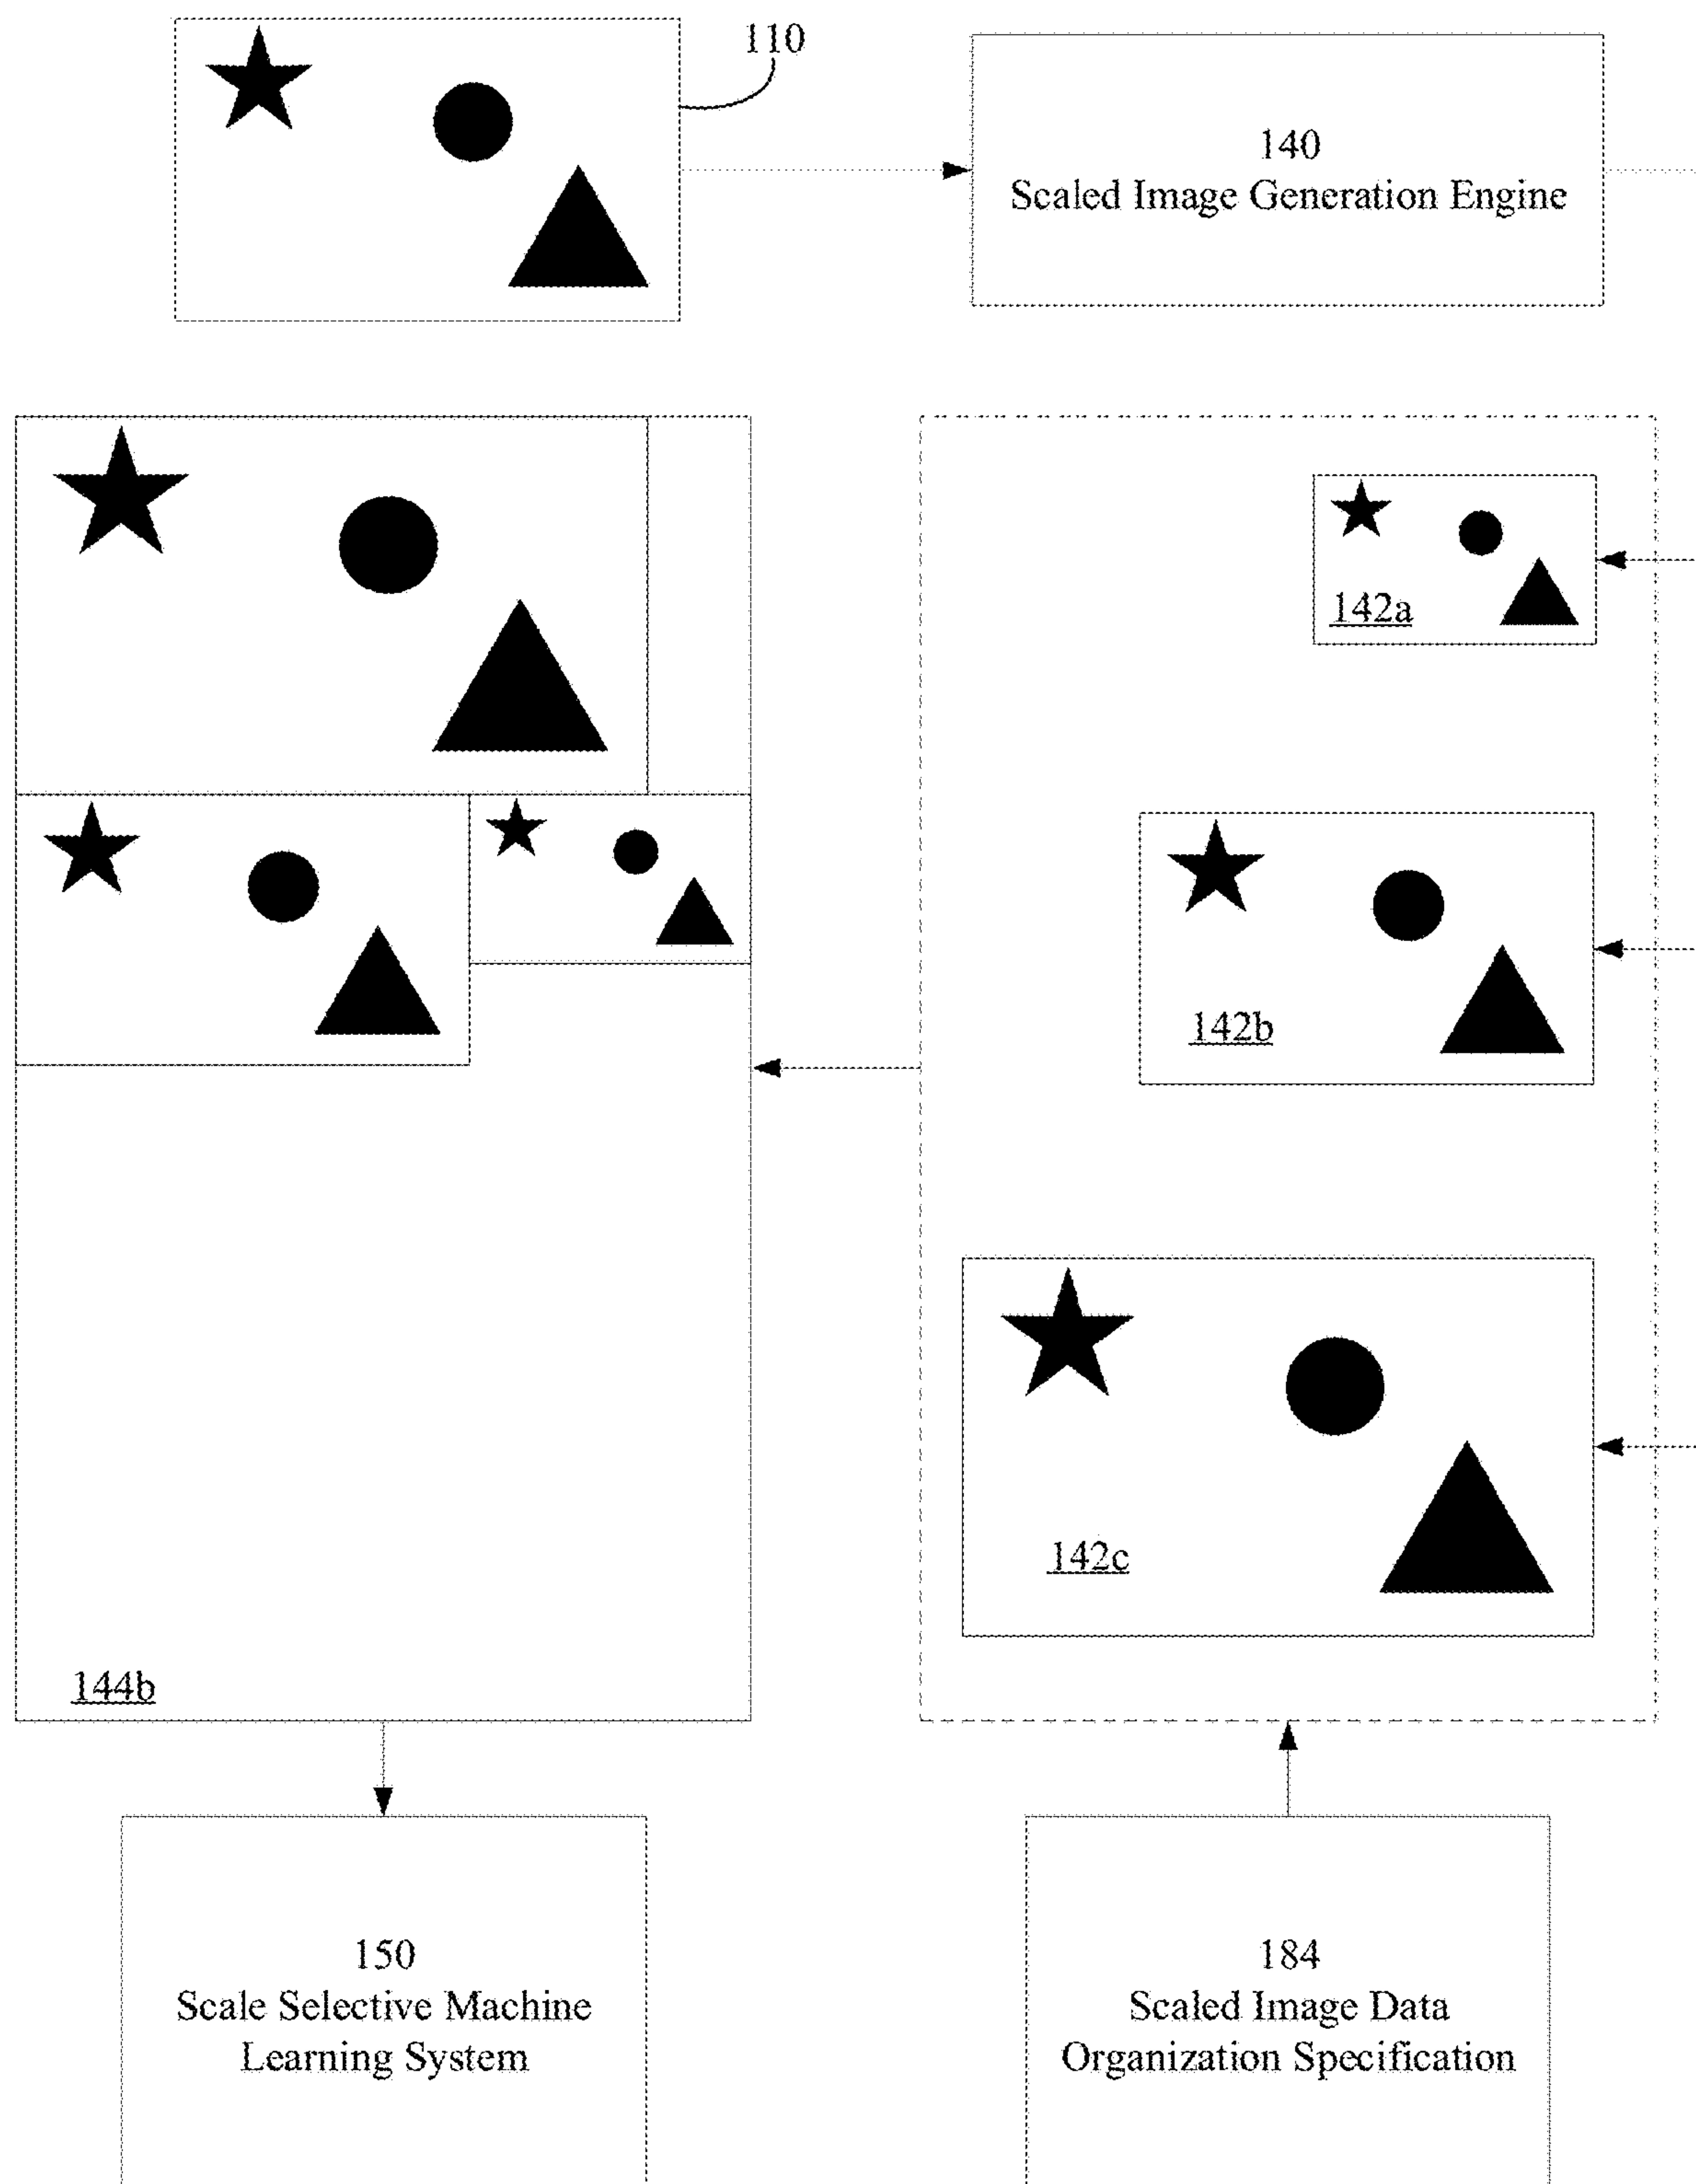 110
140
Scaled Image Generation Engine
142a
142b
142c
144b
150
Scale Selective Machine
Learning System
184
Scaled Image Data
Organization Specification